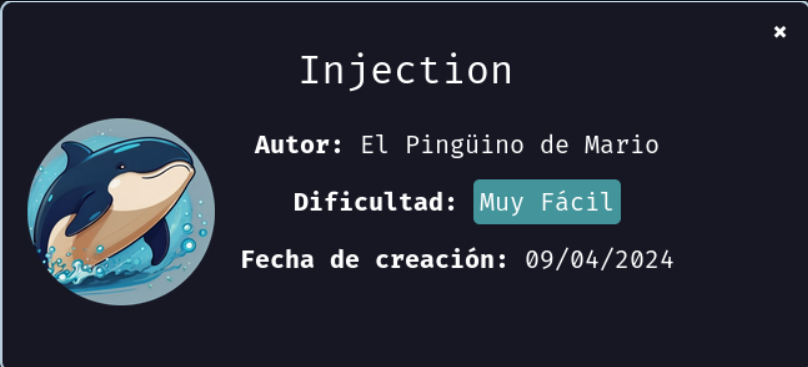 Injection
Autor: El Pingüino de Mario
Dificultad: Muy Fácil
Fecha de creación: 09/04/2024